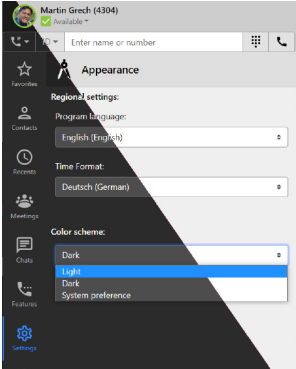 Martin Grech (4304)
Available
ID
Enter name or number
Favorites
Appearance
Regional settings:
Contacts
Program language:
English (English)
Recents
Time Format:
Deutsch (German)
Meetings
Color scheme:
Chats
Dark
Light
Dark
System preference
Features
Settings